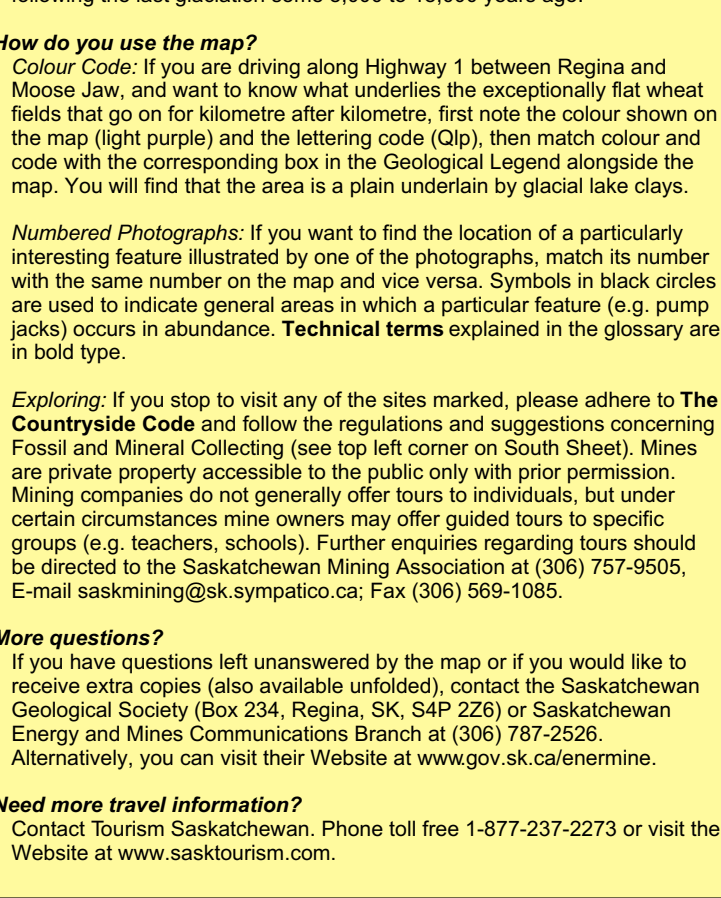 following the last glaciation some 8,000 to 18,000 years ago.
How do you use the map?
Colour Code: If you are driving along Highway 1 between Regina and
Moose Jaw, and want to know what underlies the exceptionally flat wheat
fields that go on for kilometre after kilometre, first note the colour shown on
the map (light purple) and the lettering code (Qlp), then match colour and
code with the corresponding box in the Geological Legend alongside the
map. You will find that the area is a plain underlain by glacial lake clays.
Numbered Photographs: If you want to find the location of a particularly
interesting feature illustrated by one of the photographs, match its number
with the same number on the map and vice versa. Symbols in black circles
are used to indicate general areas in which a particular feature (e.g. pump
jacks) occurs in abundance. Technical terms explained in the glossary are
in bold type.
Exploring: If you stop to visit any of the sites marked, please adhere to The
Countryside Code and follow the regulations and suggestions concerning
Fossil and Mineral Collecting (see top left corner on South Sheet). Mines
are private property accessible to the public only with prior permission.
Mining companies do not generally offer tours to individuals, but under
certain circumstances mine owners may offer guided tours to specific
groups (e.g. teachers, schools). Further enquiries regarding tours should
be directed to the Saskatchewan Mining Association at (306) 757-9505,
E-mail saskmining@sk.sympatico.ca; Fax (306) 569-1085.
More questions?
If you have questions left unanswered by the map or if you would like to
receive extra copies (also available unfolded), contact the Saskatchewan
Geological Society (Box 234, Regina, SK, S4P 2Z6) or Saskatchewan
Energy and Mines Communications Branch at (306) 787-2526.
Alternatively, you can visit their Website at www.gov.sk.ca/enermine.
Need more travel information?
Contact Tourism Saskatchewan. Phone toll free 1-877-237-2273 or visit the
Website at www.sasktourism.com.